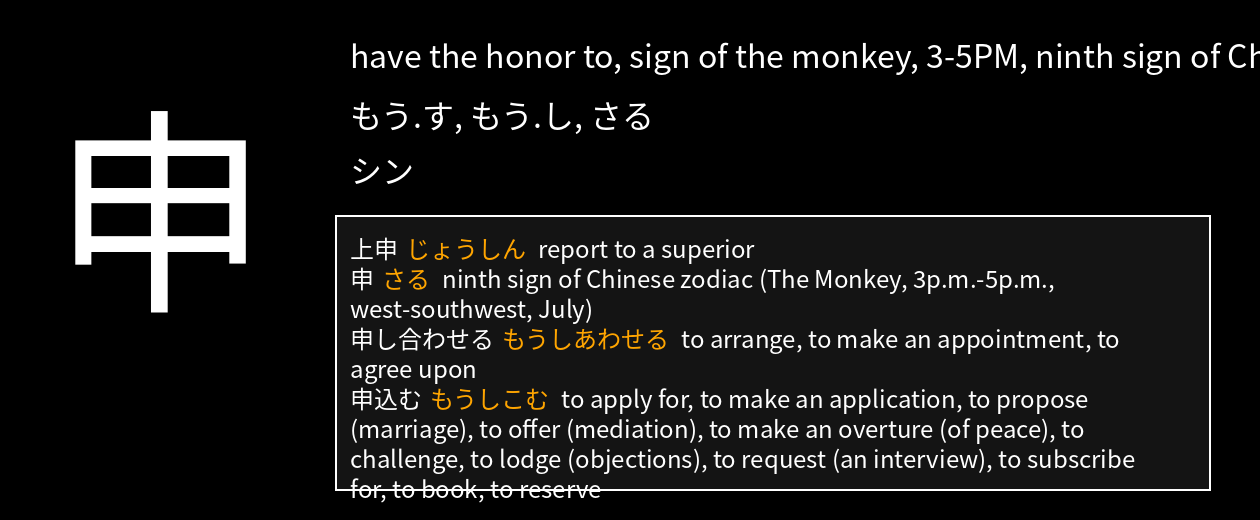 申
have the honor to, sign of the monkey, 3-5PM, ninth sign of Ch
もう.す, もう.し, さる
シン
上申 じょうしん report to a superior
申 さる ninth sign of Chinese zodiac (The Monkey, 3p.m.-5p.m.,
west-southwest, July)
申し合わせる もうしあわせる to arrange, to make an appointment, to
agree upon
申込む もうしこむ to apply for, to make an application, to propose
(marriage), to offer (mediation), to make an overture (of peace), to
challenge, to lodge (objections), to request (an interview), to subscribe
for, to book, to reserve